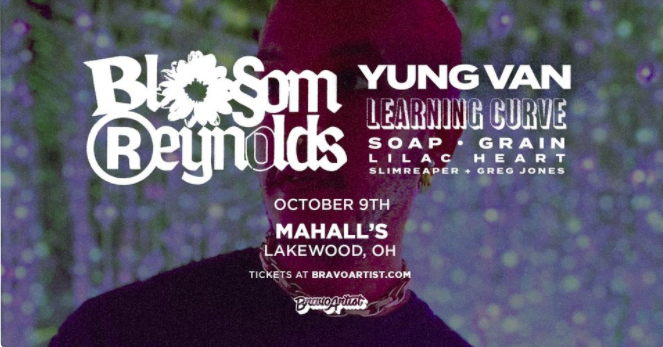 Blossom
Reynolds
YUNG VAN
LEARNING CURVE
SOAP • GRAIN
LILAC HEART
SLIMREAPER + GREG JONES
OCTOBER 9TH
MAHALL'S
LAKEWOOD, OH
TICKETS AT BRAVOARTIST.COM
BravoArtist